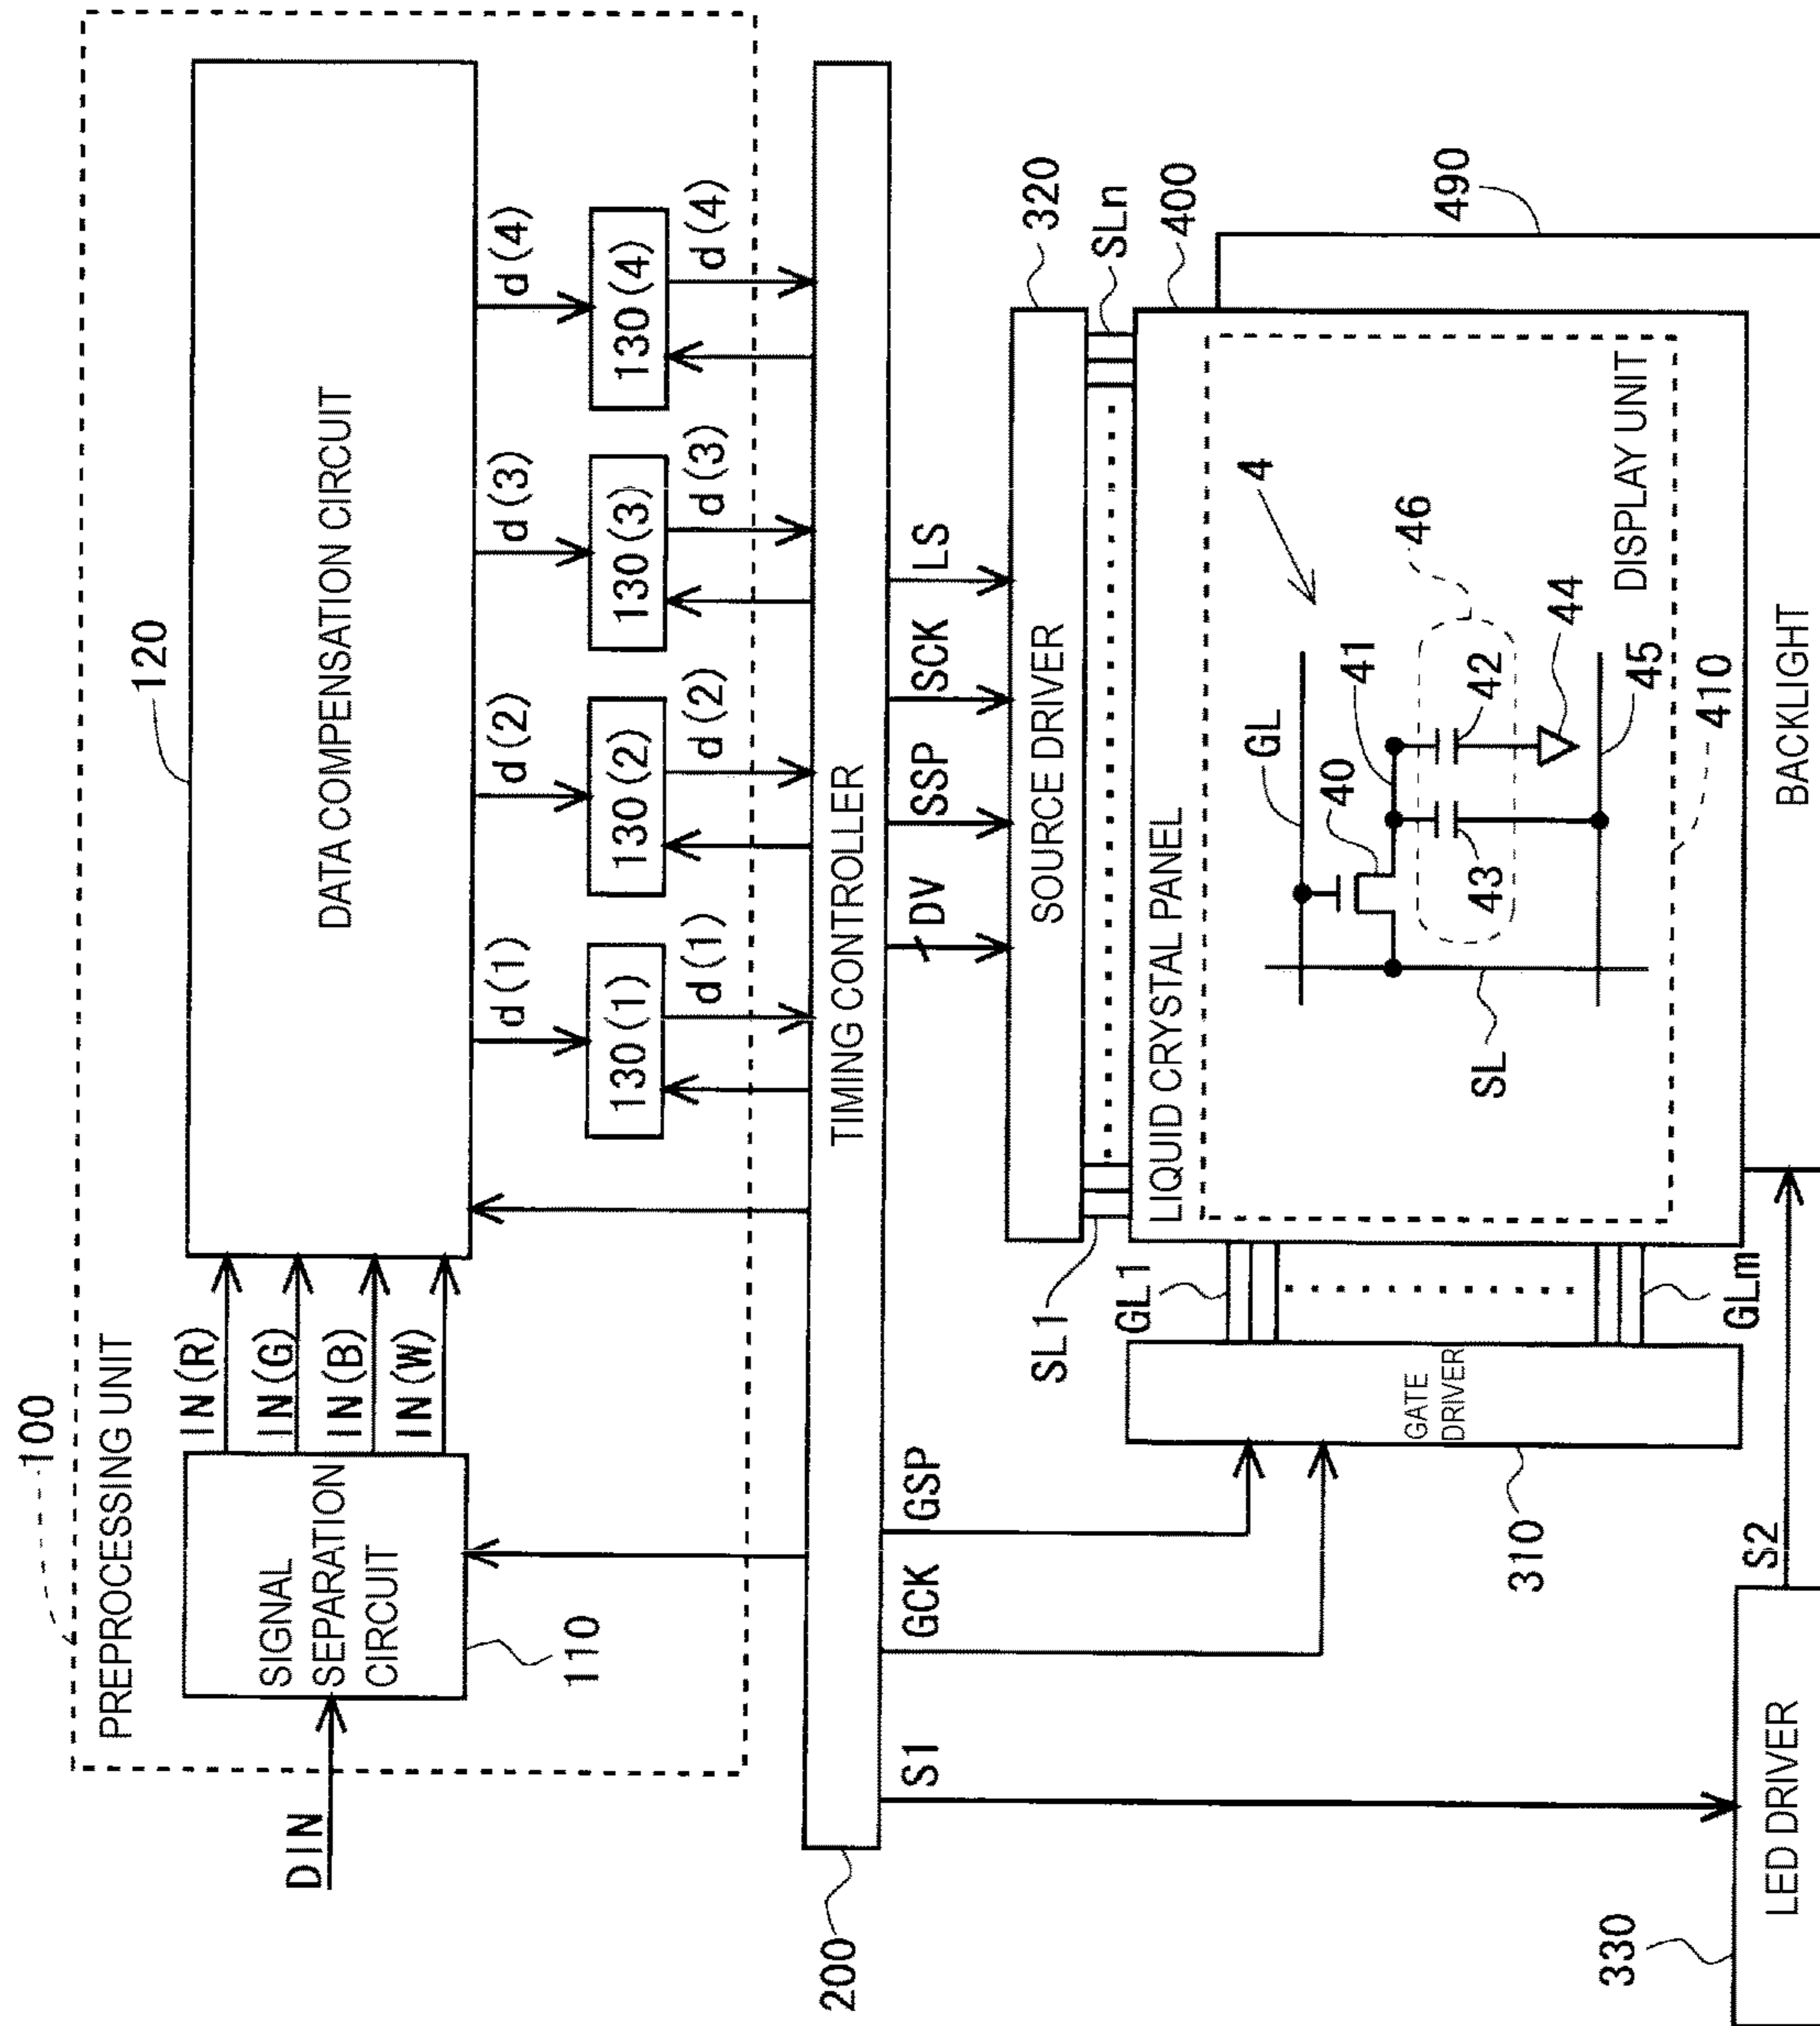 100
PREPROCESSING UNIT
120
DIN
SIGNAL
SEPARATION
CIRCUIT
110
IN(R)
IN(G)
IN(B)
IN(W)
DATA COMPENSATION CIRCUIT
d(1)
d(2)
d(3)
d(4)
130(1)
130(2)
130(3)
130(4)
d(1)
d(2)
d(3)
d(4)
200
TIMING CONTROLLER
S1
GCK
GSP
DV
SSP
SCK
LS
320
SOURCE DRIVER
SL1
SLn
400
GL1
LIQUID CRYSTAL PANEL
490
GATE
DRIVER
310
GLm
GL
4
40
41
46
43
42
SL
44
45
DISPLAY UNIT
410
330
LED DRIVER
S2
BACKLIGHT